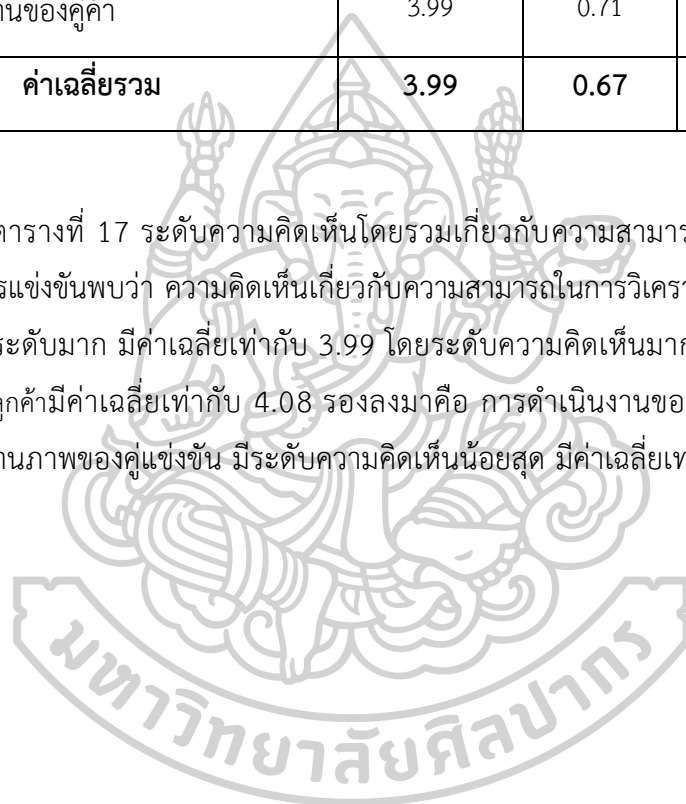 านของคู่ค้า 3.99 0.71
ค่าเฉลี่ยรวม 3.99 0.67
ตารางที่ 17 ระดับความคิดเห็นโดยรวมเกี่ยวกับความสามาร
รแข่งขันพบว่า ความคิดเห็นเกี่ยวกับความสามารถในการวิเครา
ระดับมาก มีค่าเฉลี่ยเท่ากับ 3.99 โดยระดับความคิดเห็นมาก
ลูกค้ามีค่าเฉลี่ยเท่ากับ 4.08 รองลงมาคือ การดำเนินงานขอ
านภาพของคู่แข่งขัน มีระดับความคิดเห็นน้อยสุด มีค่าเฉลี่ยเท
มหาวิทยาลัยศิลปากร